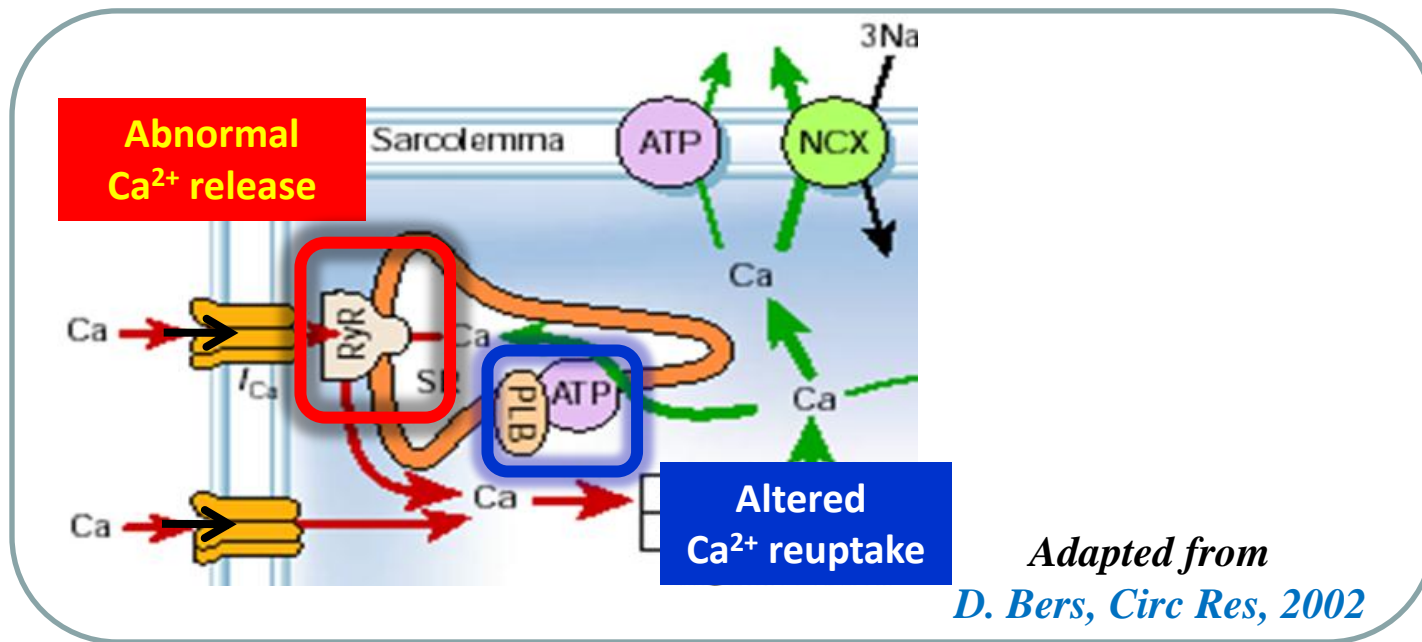 3Na
Abnormal
Ca²⁺ release
Sarcolemma
ATP
NCX
Ca
Ca
RyR
Ca
SR
I_Ca
PLB
ATP
Ca
Ca
Ca
Altered
Ca²⁺ reuptake
Adapted from
D. Bers, Circ Res, 2002